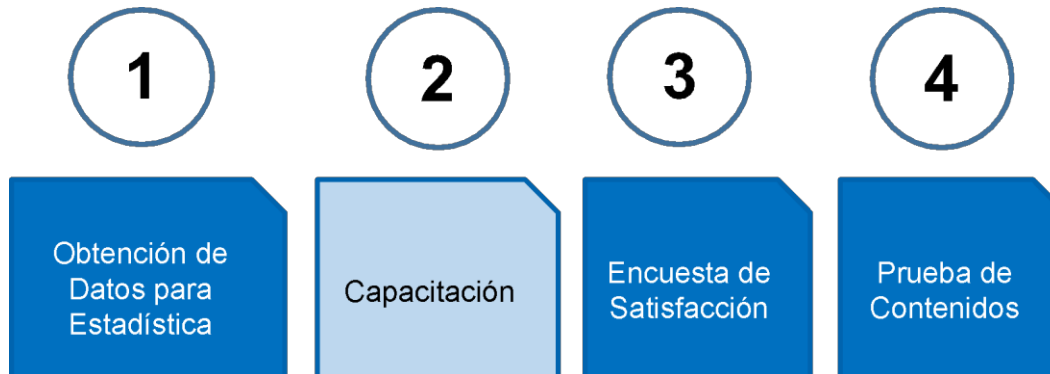 1
2
3
4
Obtención de
Datos para
Estadística
Capacitación
Encuesta de
Satisfacción
Prueba de
Contenidos